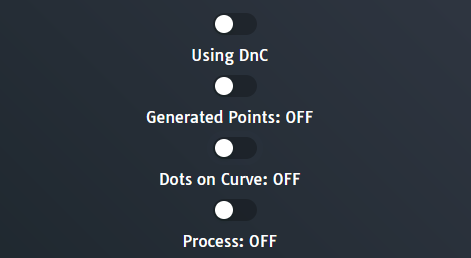 Using DnC
Generated Points: OFF
Dots on Curve: OFF
Process: OFF